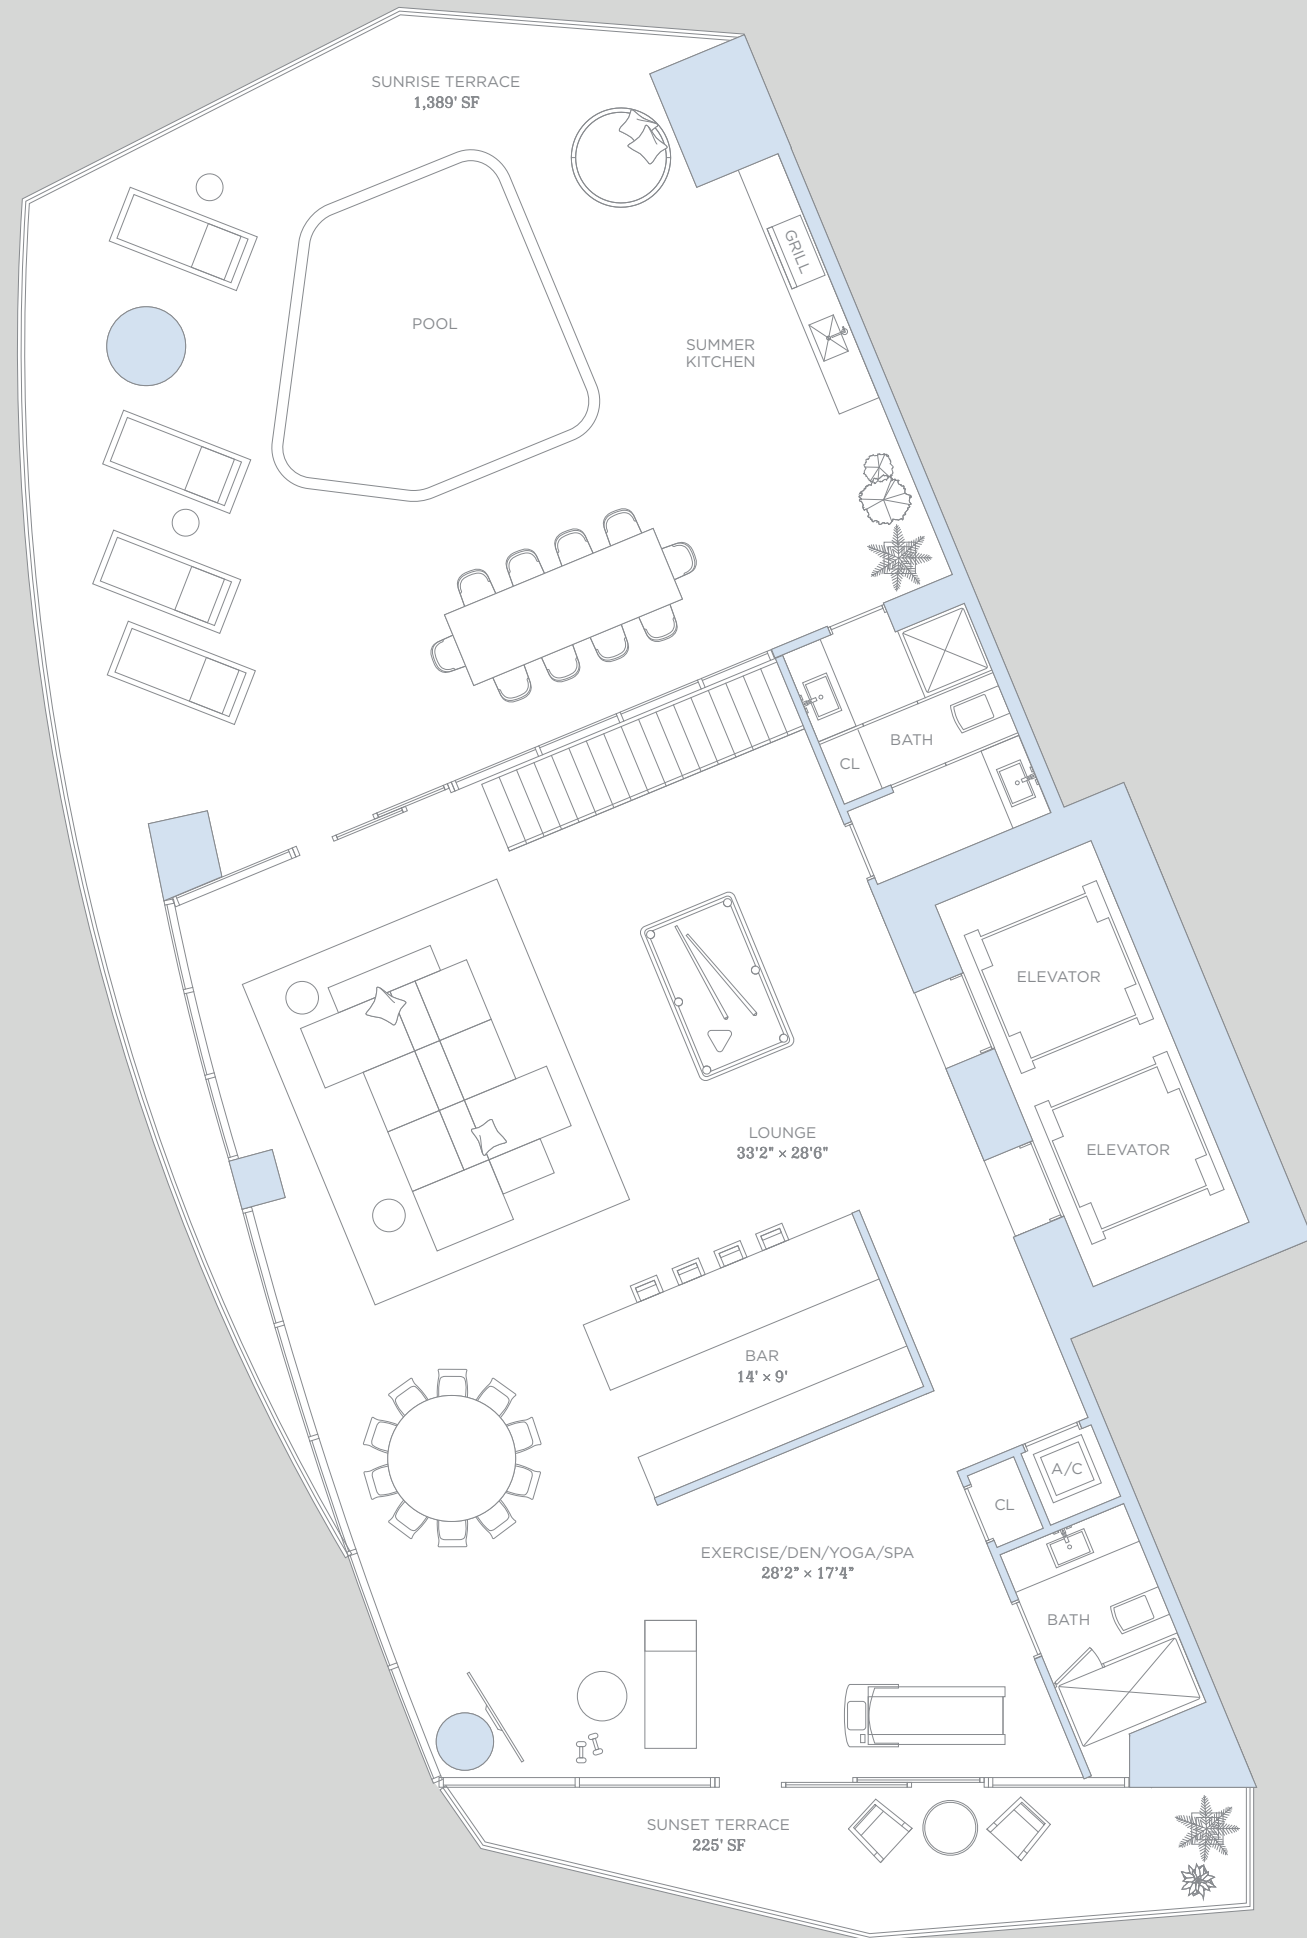 SUNRISE TERRACE
1,389' SF
GRILL
POOL
SUMMER
KITCHEN
BATH
CL
ELEVATOR
LOUNGE
33'2" × 28'6"
ELEVATOR
BAR
14' × 9'
A/C
CL
EXERCISE/DEN/YOGA/SPA
28'2" × 17'4"
BATH
SUNSET TERRACE
225' SF